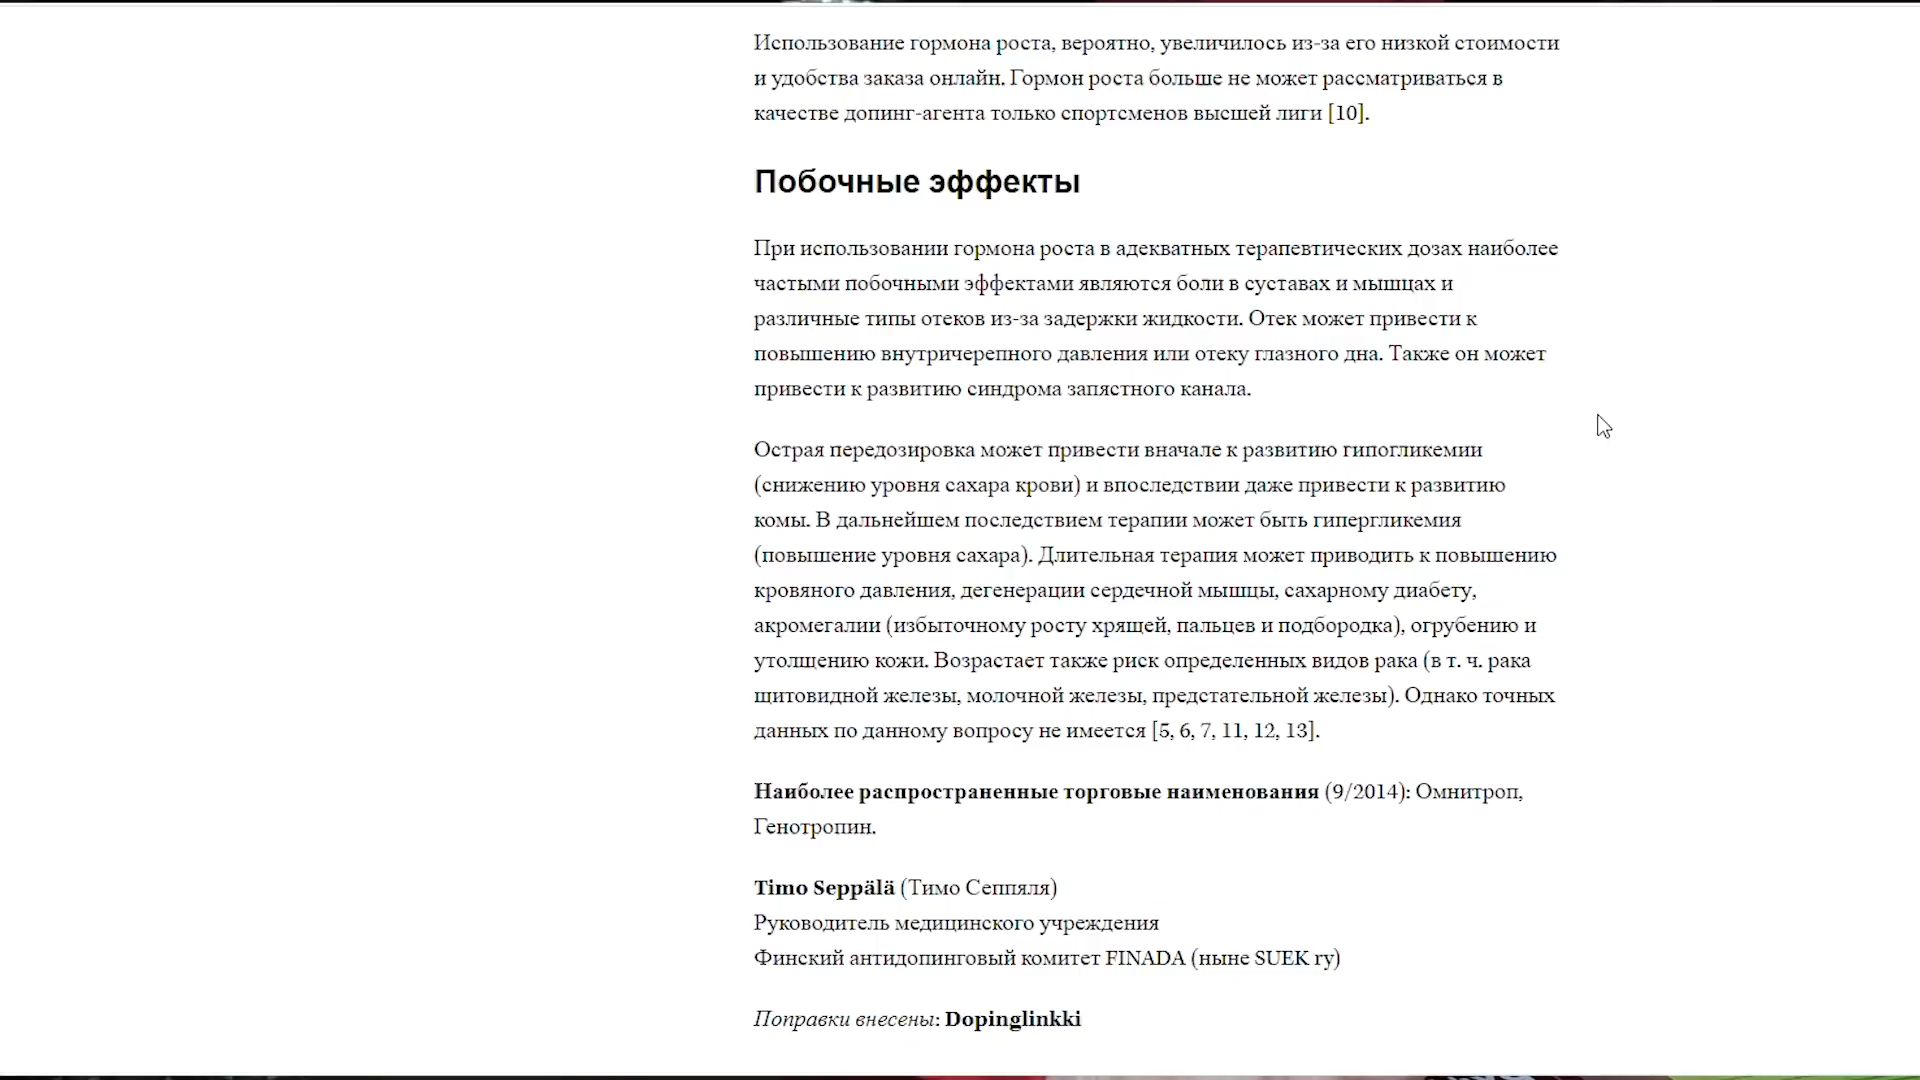 Использование гормона роста, вероятно, увеличилось из-за его низкой стоимости
и удобства заказа онлайн. Гормон роста больше не может рассматриваться в
качестве допинг-агента только спортсменов высшей лиги [10].
Побочные эффекты
При использовании гормона роста в адекватных терапевтических дозах наиболее
частыми побочными эффектами являются боли в суставах и мышцах и
различные типы отеков из-за задержки жидкости. Отек может привести к
повышению внутричерепного давления или отеку глазного дна. Также он может
привести к развитию синдрома запястного канала.
Острая передозировка может привести вначале к развитию гипогликемии
(снижению уровня сахара крови) и впоследствии даже привести к развитию
комы. В дальнейшем последствием терапии может быть гипергликемия
(повышение уровня сахара). Длительная терапия может приводить к повышению
кровяного давления, дегенерации сердечной мышцы, сахарному диабету,
акромегалии (избыточному росту хрящей, пальцев и подбородка), огрубению и
утолщению кожи. Возрастает также риск определенных видов рака (в т. ч. рака
щитовидной железы, молочной железы, предстательной железы). Однако точных
данных по данному вопросу не имеется [5, 6, 7, 11, 12, 13].
Наиболее распространенные торговые наименования (9/2014): Омнитроп,
Генотропин.
Timo Seppälä (Тимо Сеппяля)
Руководитель медицинского учреждения
Финский антидопинговый комитет FINADA (ныне SUEK ry)
Поправки внесены: Dopinglinkki